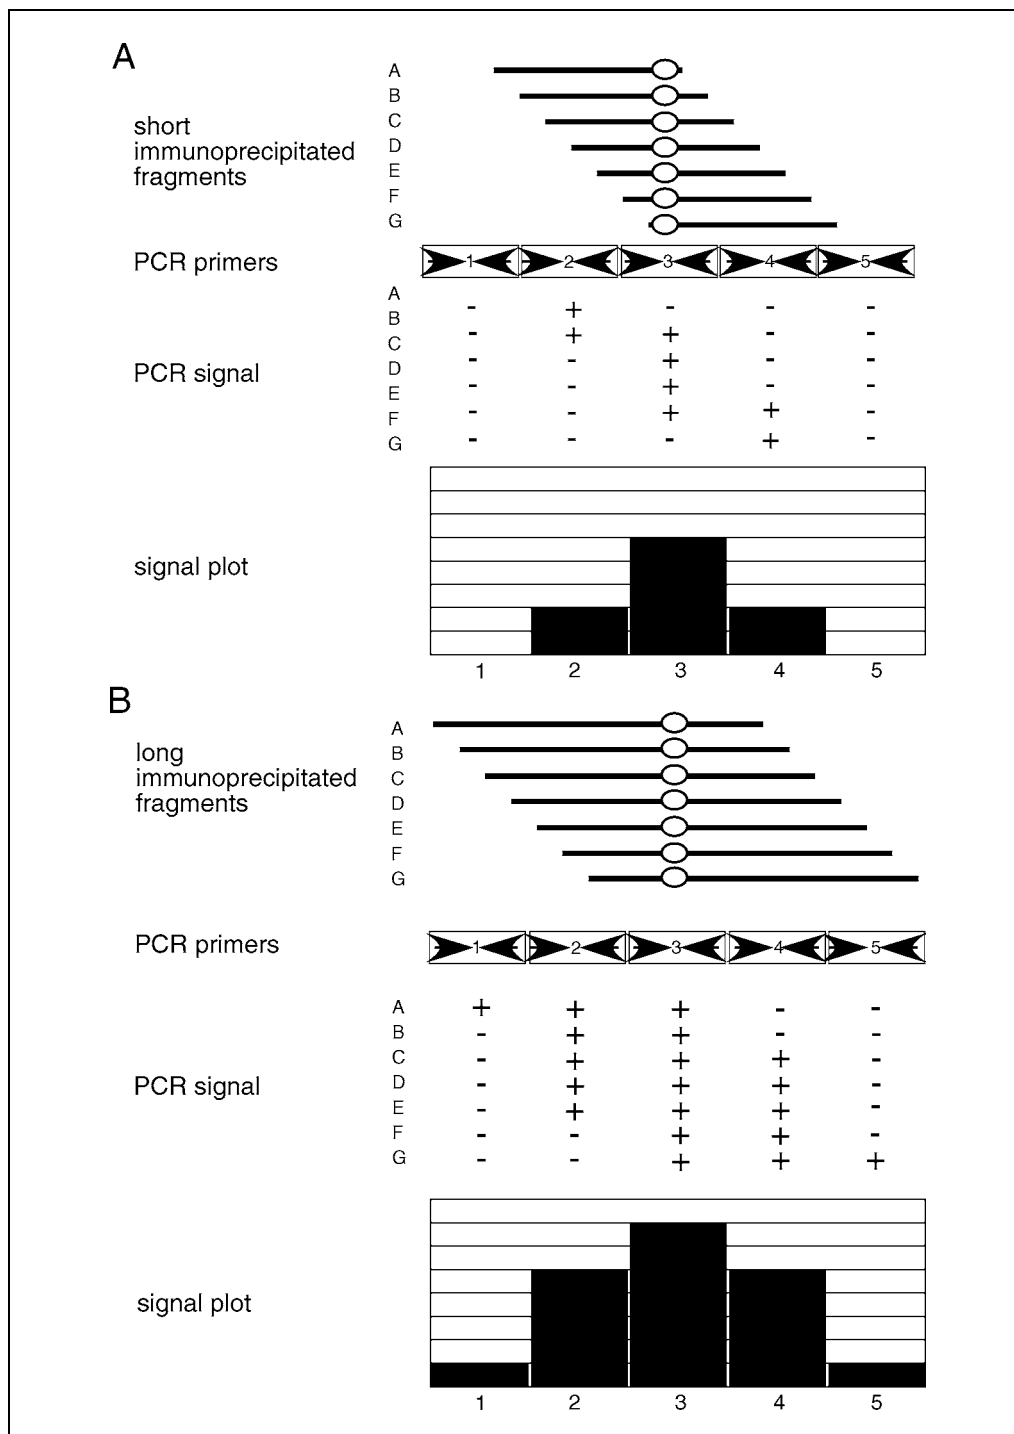 A
short
immunoprecipitated
fragments
A
B
C
D
E
F
G
PCR primers
1 2 3 4 5
PCR signal
A
B
C
D
E
F
G
- + - - -
- + + - -
- - + - -
- - + - -
- - + + -
- - - + -
signal plot
1 2 3 4 5
B
long
immunoprecipitated
fragments
A
B
C
D
E
F
G
PCR primers
1 2 3 4 5
PCR signal
A + + + - -
B - + + - -
C - + + + -
D - + + + -
E - + + + -
F - - + + -
G - - + + +
signal plot
1 2 3 4 5